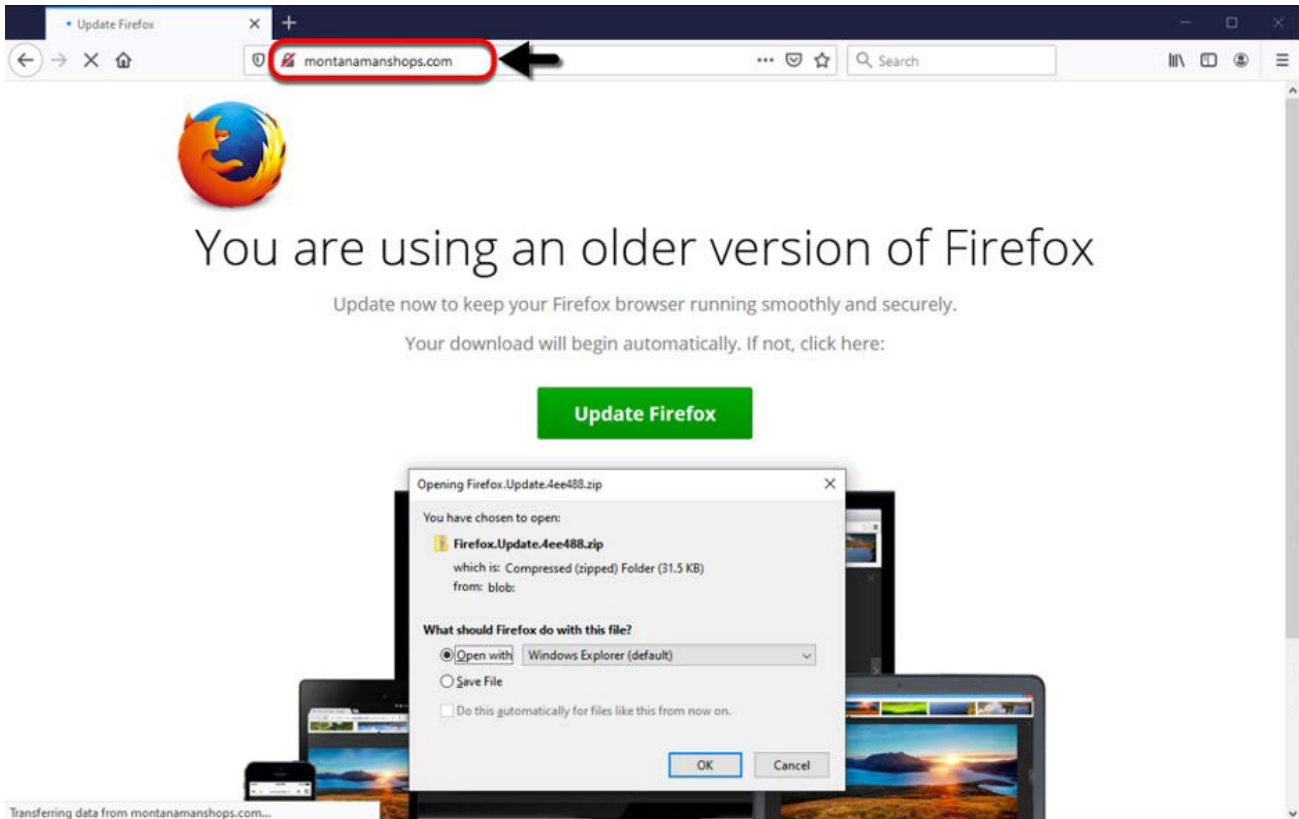 Update Firefox
montanamanshops.com
Search
You are using an older version of Firefox
Update now to keep your Firefox browser running smoothly and securely.
Your download will begin automatically. If not, click here:
Update Firefox
Opening Firefox.Update.4ee488.zip
You have chosen to open:
Firefox.Update.4ee488.zip
which is: Compressed (zipped) Folder (31.5 KB)
from: blob:
What should Firefox do with this file?
Open with Windows Explorer (default)
Save File
Do this automatically for files like this from now on.
OK Cancel
Transferring data from montanamanshops.com...